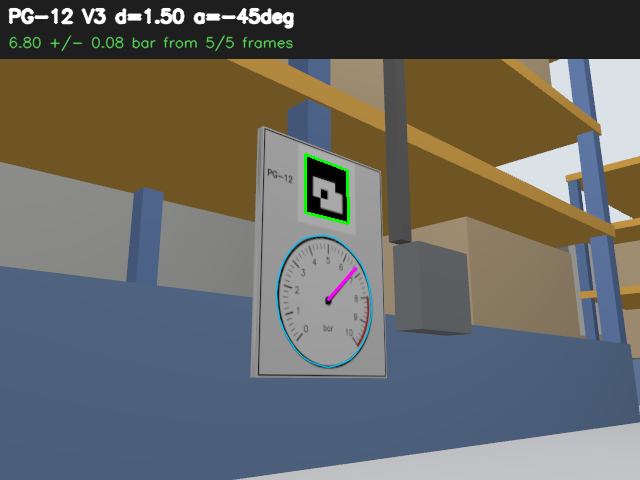 PG-12 V3 d=1.50 a=-45deg
6.80 +/- 0.08 bar from 5/5 frames
PG-12
0 1 2 3 4 5 6 7 8 9 10
bar